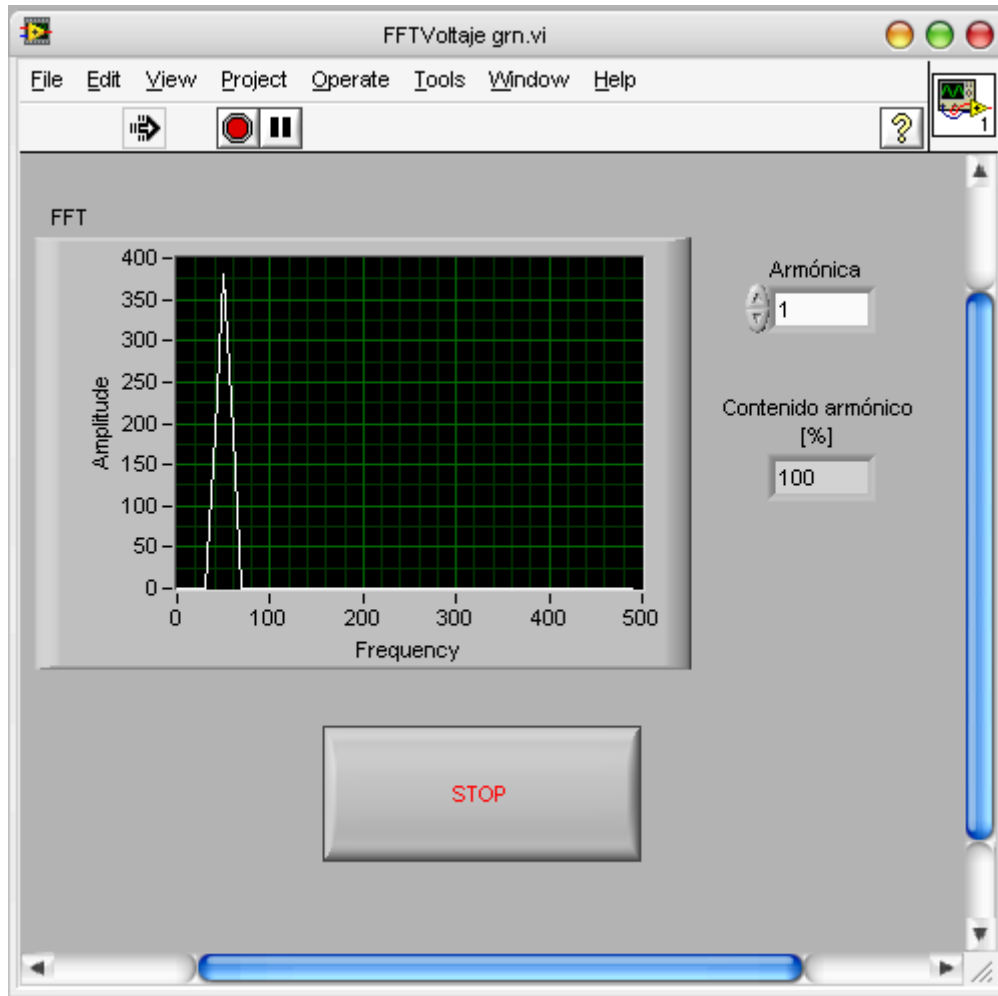 FFTVoltaje grn.vi
File Edit View Project Operate Tools Window Help
1
FFT
400
350
300
250
200
150
100
50
0
Amplitude
0 100 200 300 400 500
Frequency
Armónica
1
Contenido armónico
[%]
100
STOP